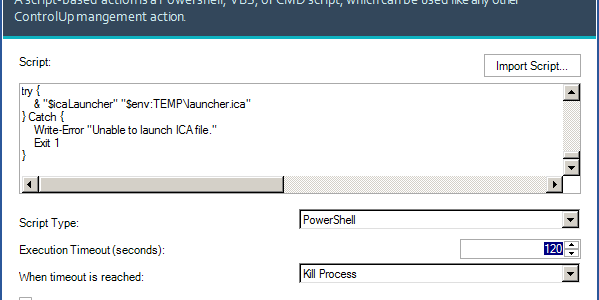 A script-based action is a Powershell, VBS, or CMD script, which can be used like any other
ControlUp mangement action.
Script:
Import Script...
try {
& "$icaLauncher" "$env:TEMP\launcher.ica"
} Catch {
Write-Error "Unable to launch ICA file."
Exit 1
}
Script Type:
PowerShell
Execution Timeout (seconds):
120
When timeout is reached:
Kill Process